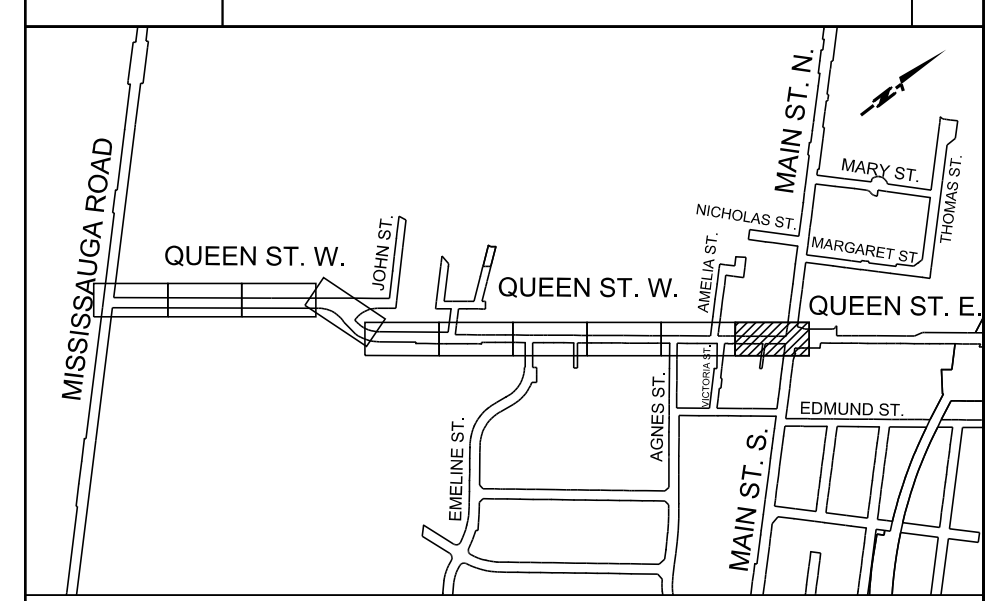 MAIN ST. N.
N
MARY ST.
THOMAS ST.
NICHOLAS ST.
MARGARET ST.
MISSISSAUGA ROAD
JOHN ST.
AMELIA ST.
QUEEN ST. W.
QUEEN ST. W.
QUEEN ST. E.
VICTORIA ST.
AGNES ST.
EDMUND ST.
EMELINE ST.
MAIN ST. S.